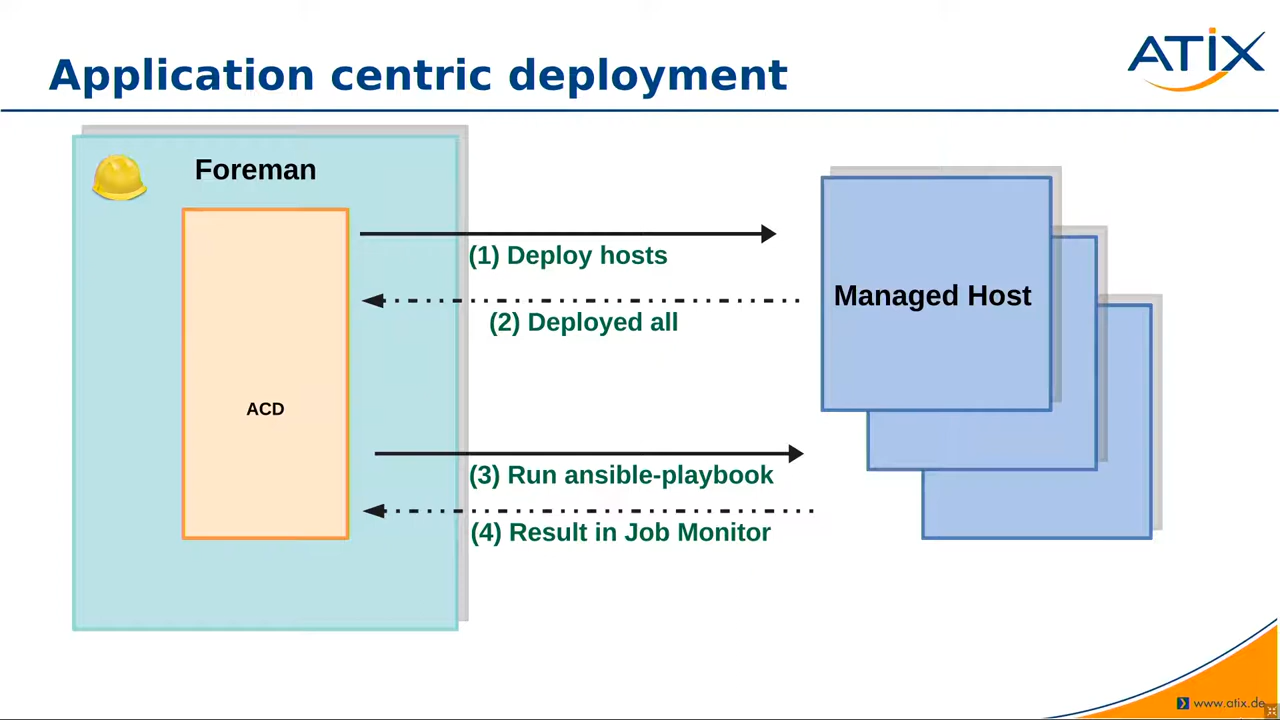 Application centric deployment
ATIX
Foreman
(1) Deploy hosts
(2) Deployed all
Managed Host
ACD
(3) Run ansible-playbook
(4) Result in Job Monitor
www.atix.de